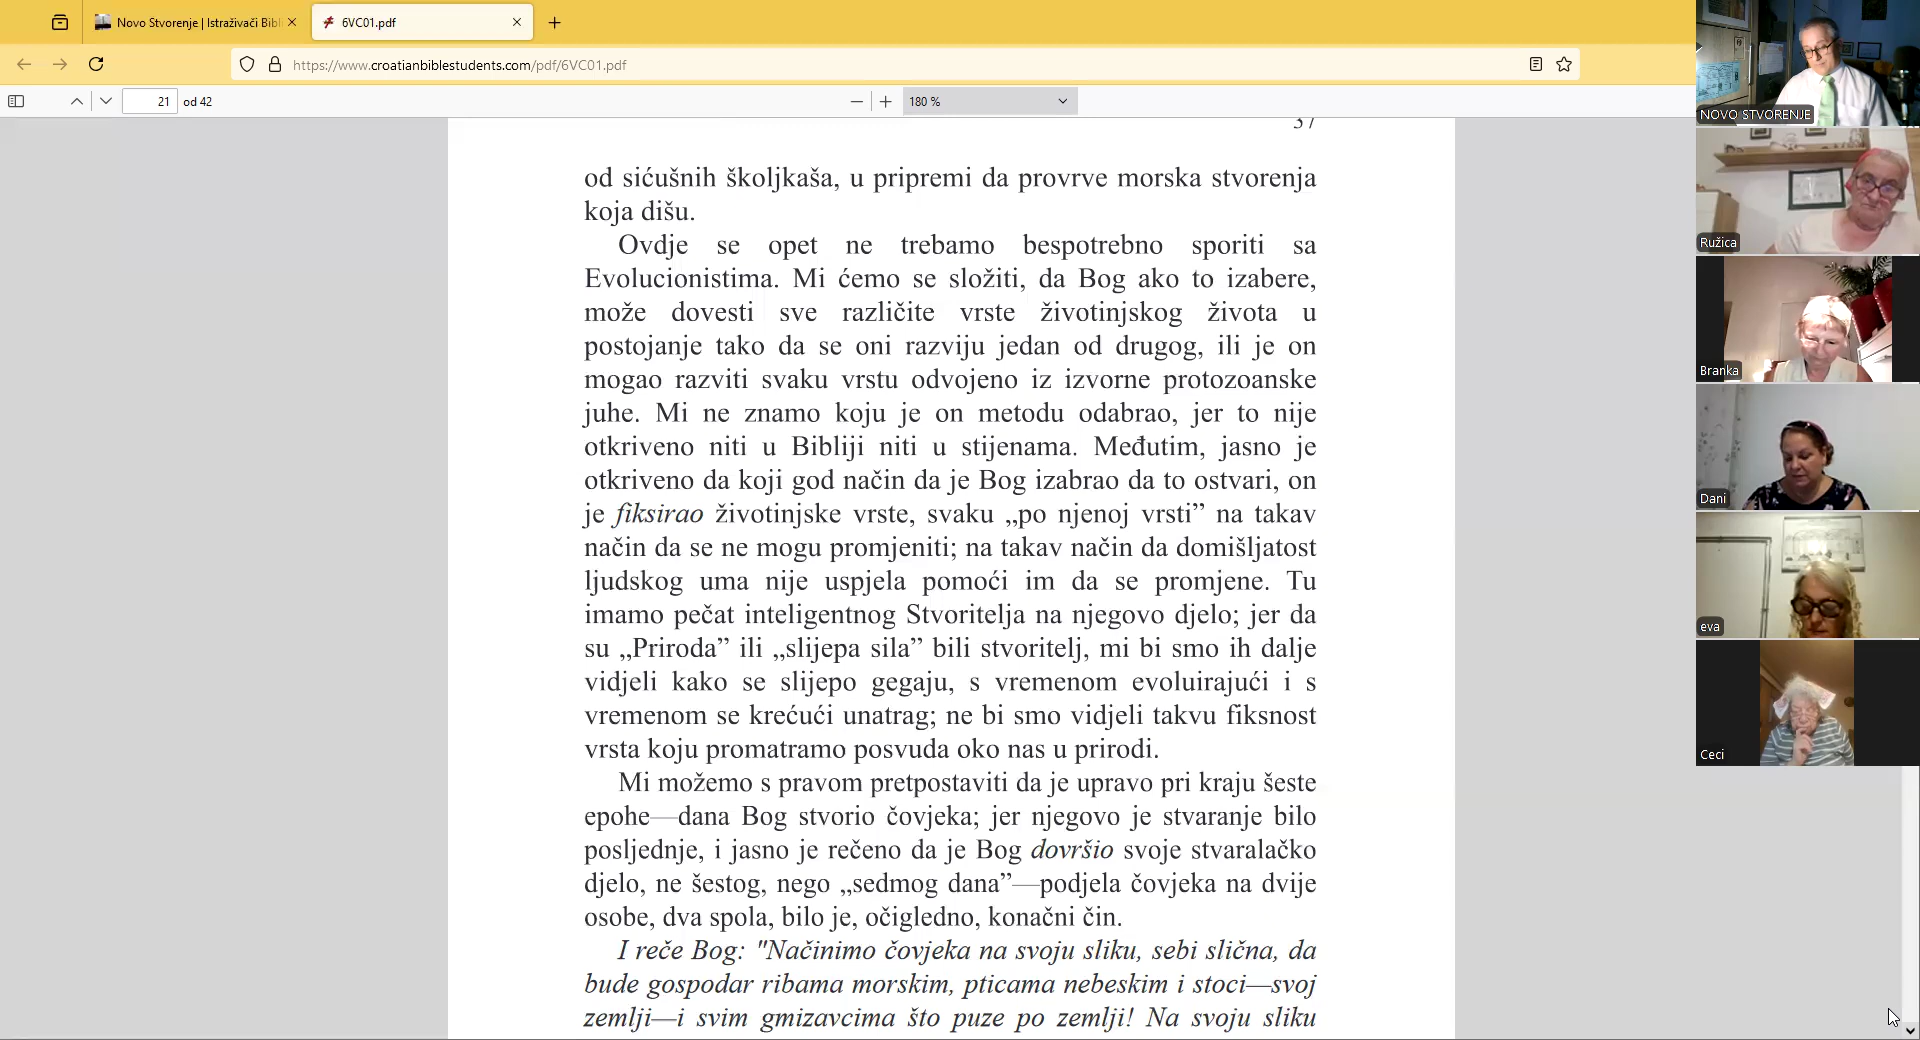 Novo Stvorenje | Istraživači Bibl
6VC01.pdf
https://www.croatianbiblestudents.com/pdf/6VC01.pdf
21 od 42
180 %
37
od sićušnih školjkaša, u pripremi da provrve morska stvorenja
koja dišu.
Ovdje se opet ne trebamo bespotrebno sporiti sa
Evolucionistima. Mi ćemo se složiti, da Bog ako to izabere,
može dovesti sve različite vrste životinjskog života u
postojanje tako da se oni razviju jedan od drugog, ili je on
mogao razviti svaku vrstu odvojeno iz izvorne protozoanske
juhe. Mi ne znamo koju je on metodu odabrao, jer to nije
otkriveno niti u Bibliji niti u stijenama. Međutim, jasno je
otkriveno da koji god način da je Bog izabrao da to ostvari, on
je fiksirao životinjske vrste, svaku „po njenoj vrsti” na takav
način da se ne mogu promjeniti; na takav način da domišljatost
ljudskog uma nije uspjela pomoći im da se promjene. Tu
imamo pečat inteligentnog Stvoritelja na njegovo djelo; jer da
su „Priroda” ili „slijepa sila” bili stvoritelj, mi bi smo ih dalje
vidjeli kako se slijepo gegaju, s vremenom evoluirajući i s
vremenom se krećući unatrag; ne bi smo vidjeli takvu fiksnost
vrsta koju promatramo posvuda oko nas u prirodi.
Mi možemo s pravom pretpostaviti da je upravo pri kraju šeste
epohe—dana Bog stvorio čovjeka; jer njegovo je stvaranje bilo
posljednje, i jasno je rečeno da je Bog dovršio svoje stvaralačko
djelo, ne šestog, nego „sedmog dana”—podjela čovjeka na dvije
osobe, dva spola, bilo je, očigledno, konačni čin.
I reče Bog: "Načinimo čovjeka na svoju sliku, sebi slična, da
bude gospodar ribama morskim, pticama nebeskim i stoci—svoj
zemlji—i svim gmizavcima što puze po zemlji! Na svoju sliku
NOVO STVORENJE
Ružica
Branka
Dani
eva
Ceci